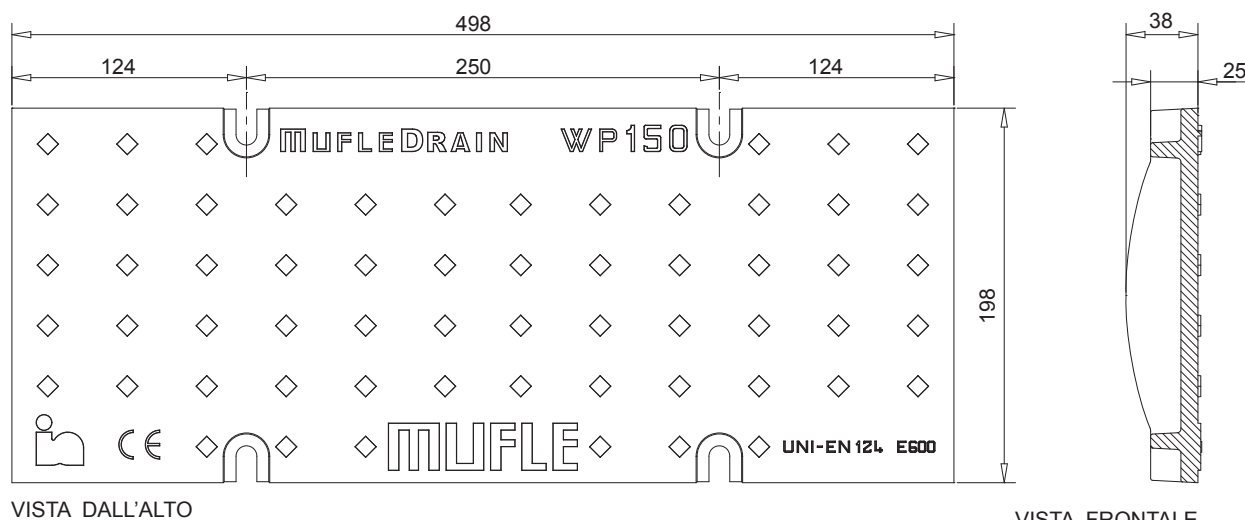 498
38
124 250 124
25
MUFLEDRAIN WP150
198
in CE MUFLE UNI-EN 124 E600
VISTA DALL'ALTO
VISTA FRONTALE